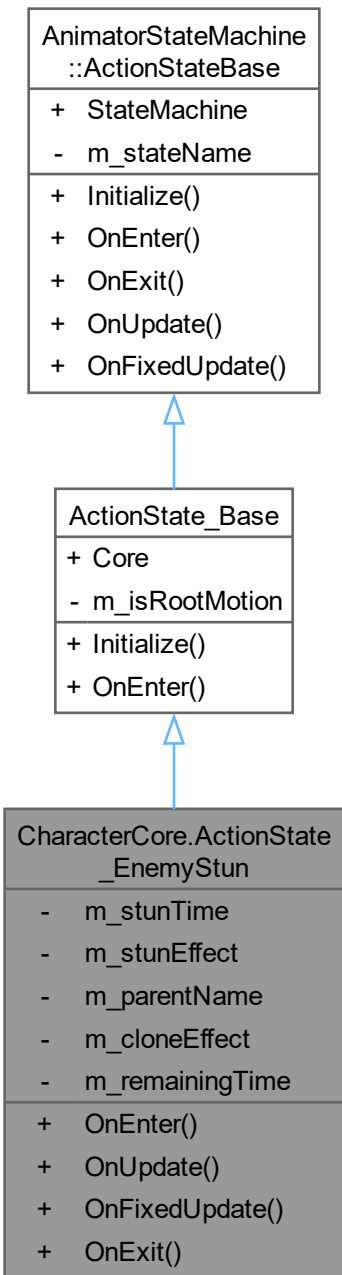 AnimatorStateMachine
::ActionStateBase
+ StateMachine
- m_stateName
+ Initialize()
+ OnEnter()
+ OnExit()
+ OnUpdate()
+ OnFixedUpdate()
ActionState_Base
+ Core
- m_isRootMotion
+ Initialize()
+ OnEnter()
CharacterCore.ActionState
_EnemyStun
- m_stunTime
- m_stunEffect
- m_parentName
- m_cloneEffect
- m_remainingTime
+ OnEnter()
+ OnUpdate()
+ OnFixedUpdate()
+ OnExit()